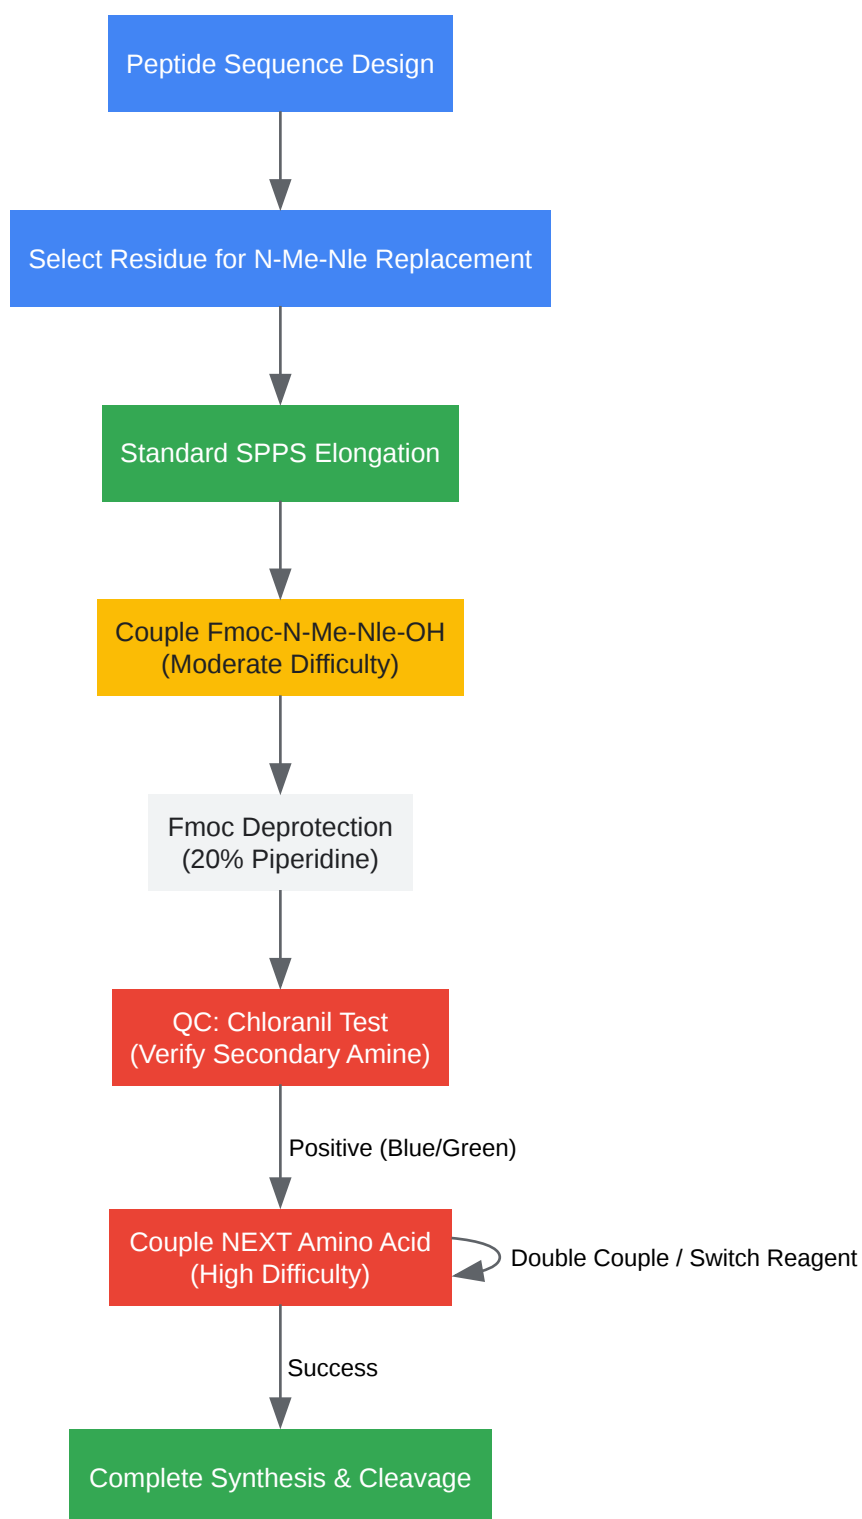 Peptide Sequence Design
Select Residue for N-Me-Nle Replacement
Standard SPPS Elongation
Couple Fmoc-N-Me-Nle-OH
(Moderate Difficulty)
Fmoc Deprotection
(20% Piperidine)
QC: Chloranil Test
(Verify Secondary Amine)
Positive (Blue/Green)
Couple NEXT Amino Acid
(High Difficulty)
Double Couple / Switch Reagent
Success
Complete Synthesis & Cleavage